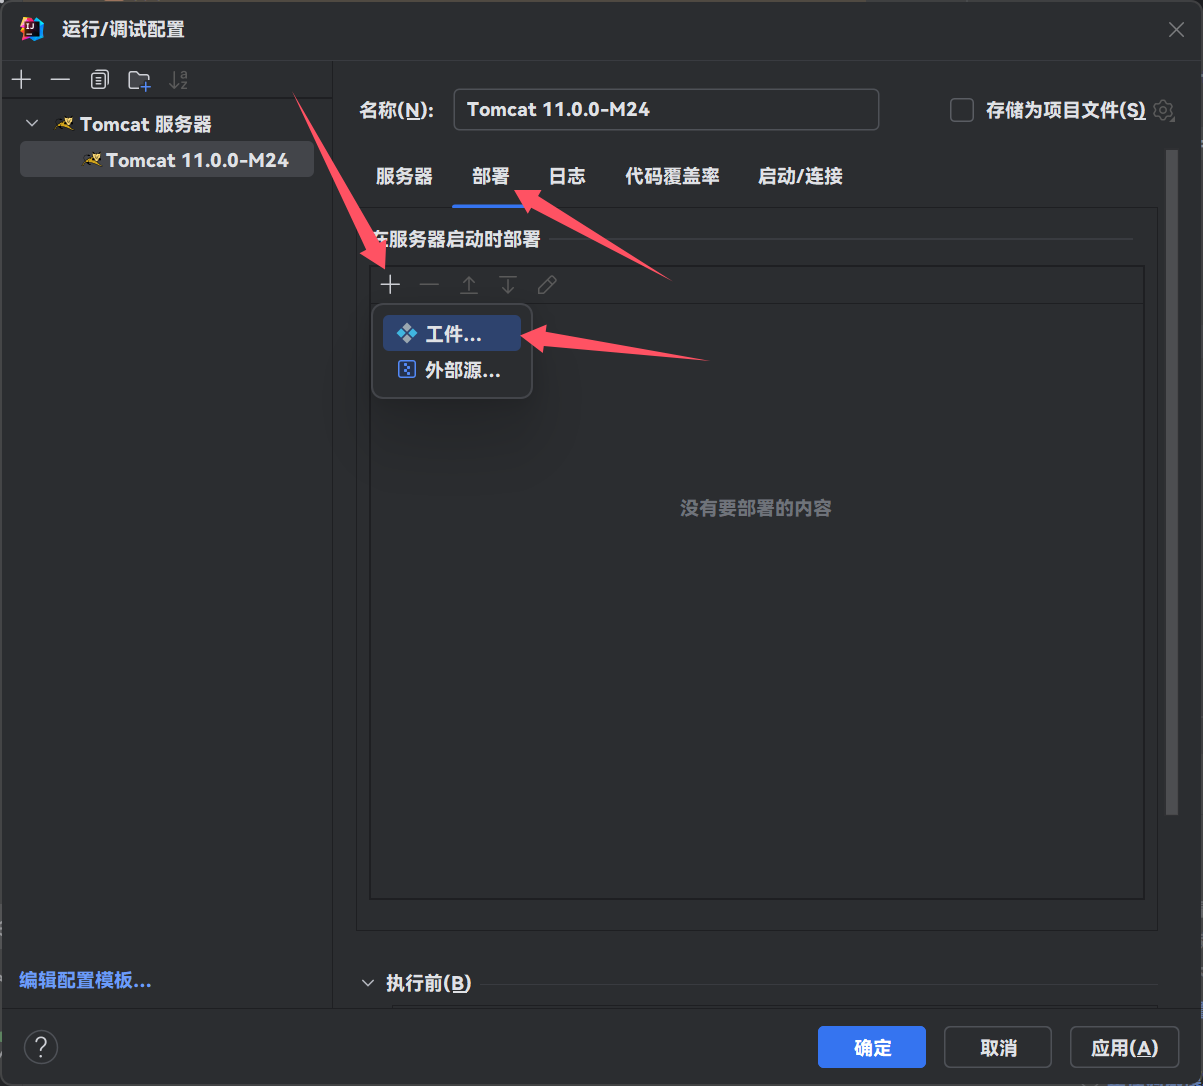 运行/调试配置
Tomcat 服务器
Tomcat 11.0.0-M24
名称(N):
Tomcat 11.0.0-M24
存储为项目文件(S)
服务器
部署
日志
代码覆盖率
启动/连接
在服务器启动时部署
工件...
外部源...
没有要部署的内容
编辑配置模板...
执行前(B)
?
确定
取消
应用(A)